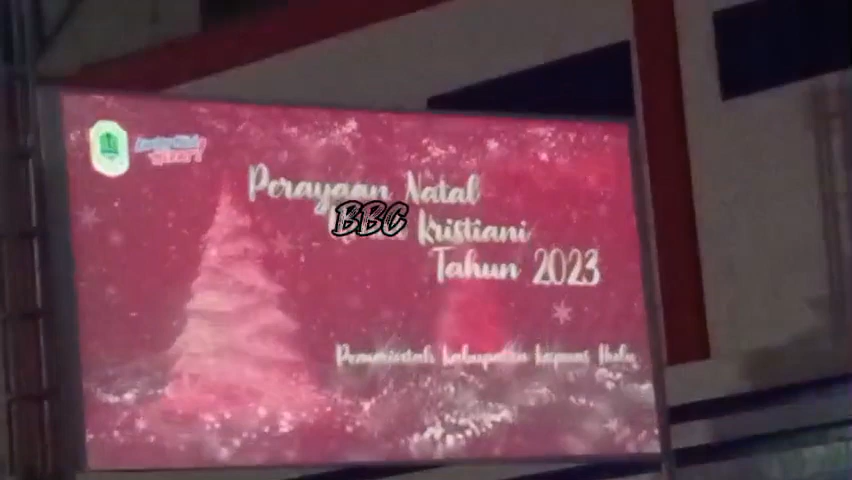 Perayaan Natal
BBC Kristiani
Tahun 2023
Pemerintah Kabupaten Kapuas Hulu